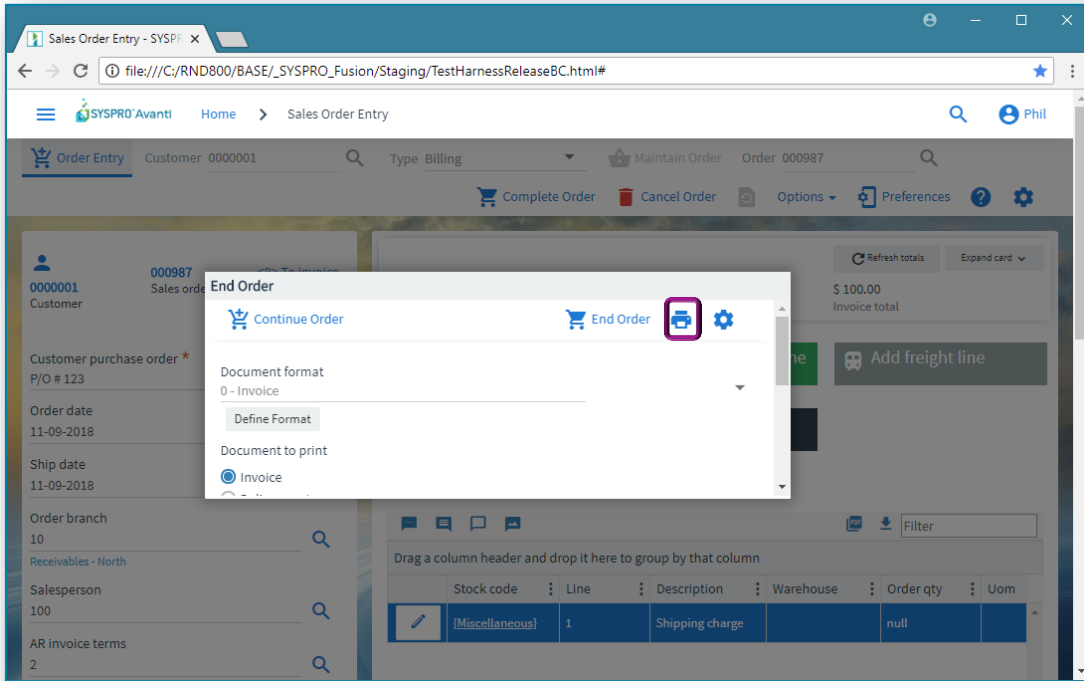 Sales Order Entry - SYSPR
file:///C:/RND800/BASE/_SYSPRO_Fusion/Staging/TestHarnessReleaseBC.html#
SYSPRO Avanti Home > Sales Order Entry Phil
Order Entry Customer 0000001 Type Billing Maintain Order Order 000987
Complete Order Cancel Order Options Preferences
0000001
Customer
000987
Sales orde
Refresh totals Expand card
$ 100.00
Invoice total
Add freight line
End Order
Continue Order End Order
Document format
0 - Invoice
Define Format
Document to print
Invoice
Customer purchase order *
P/O # 123
Order date
11-09-2018
Ship date
11-09-2018
Order branch
10
Receivables - North
Salesperson
100
AR invoice terms
2
PDF Filter
Drag a column header and drop it here to group by that column
Stock code Line Description Warehouse Order qty Uom
{Miscellaneous} 1 Shipping charge null